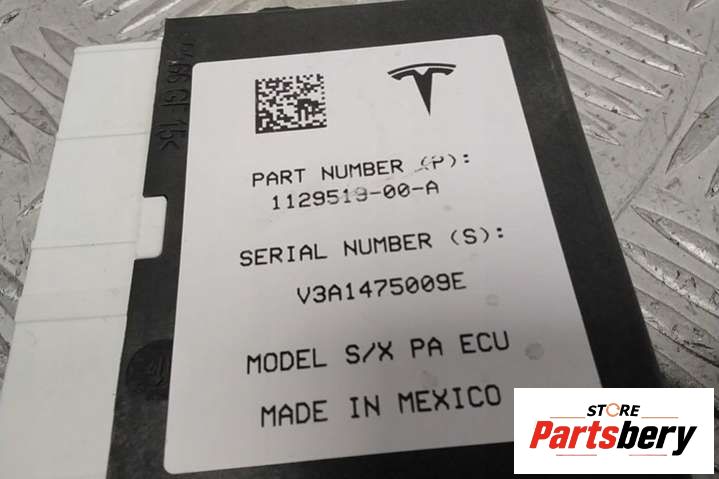 PART NUMBER (P):
1129519-00-A
SERIAL NUMBER (S):
V3A1475009E
MODEL S/X PA ECU
MADE IN MEXICO
STORE
Partsbery